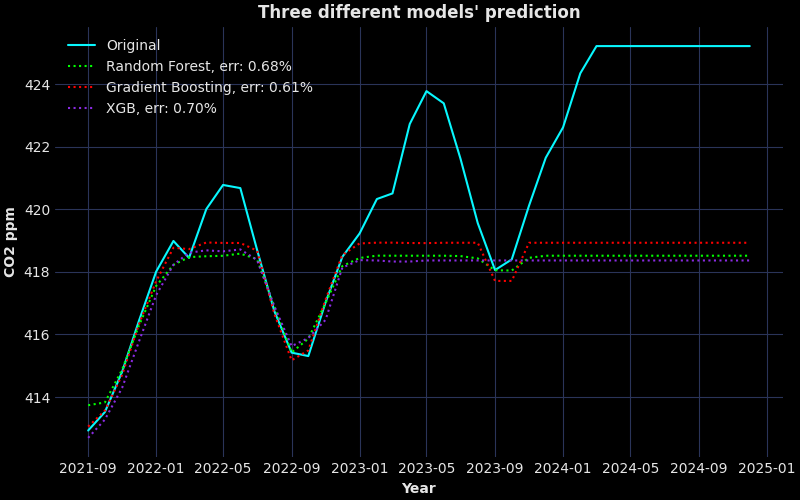 Three different models' prediction
Original
Random Forest, err: 0.68%
Gradient Boosting, err: 0.61%
XGB, err: 0.70%
CO2 ppm
424
422
420
418
416
414
2021-09 2022-01 2022-05 2022-09 2023-01 2023-05 2023-09 2024-01 2024-05 2024-09 2025-01
Year